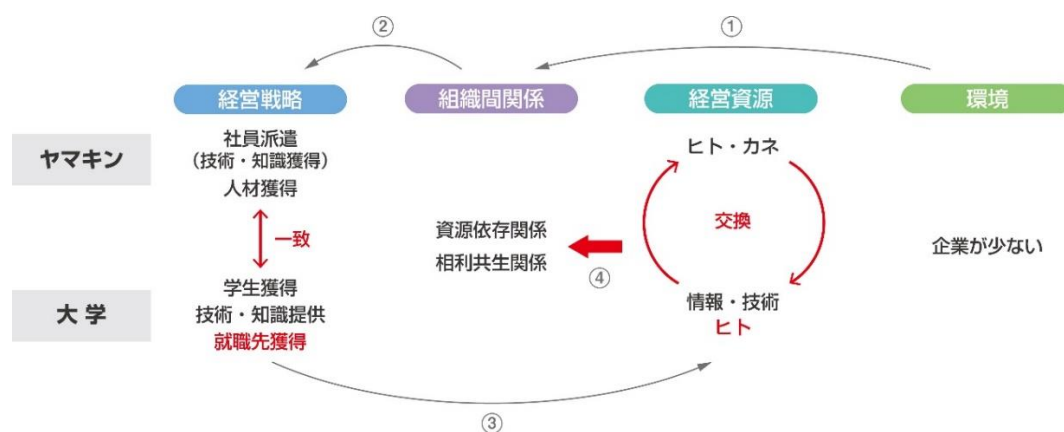 ②
①
経営戦略
組織間関係
経営資源
環境
ヤマキン
社員派遣
（技術・知識獲得）
人材獲得
ヒト・カネ
一致
交換
資源依存関係
相利共生関係
④
企業が少ない
大 学
学生獲得
技術・知識提供
就職先獲得
情報・技術
ヒト
③